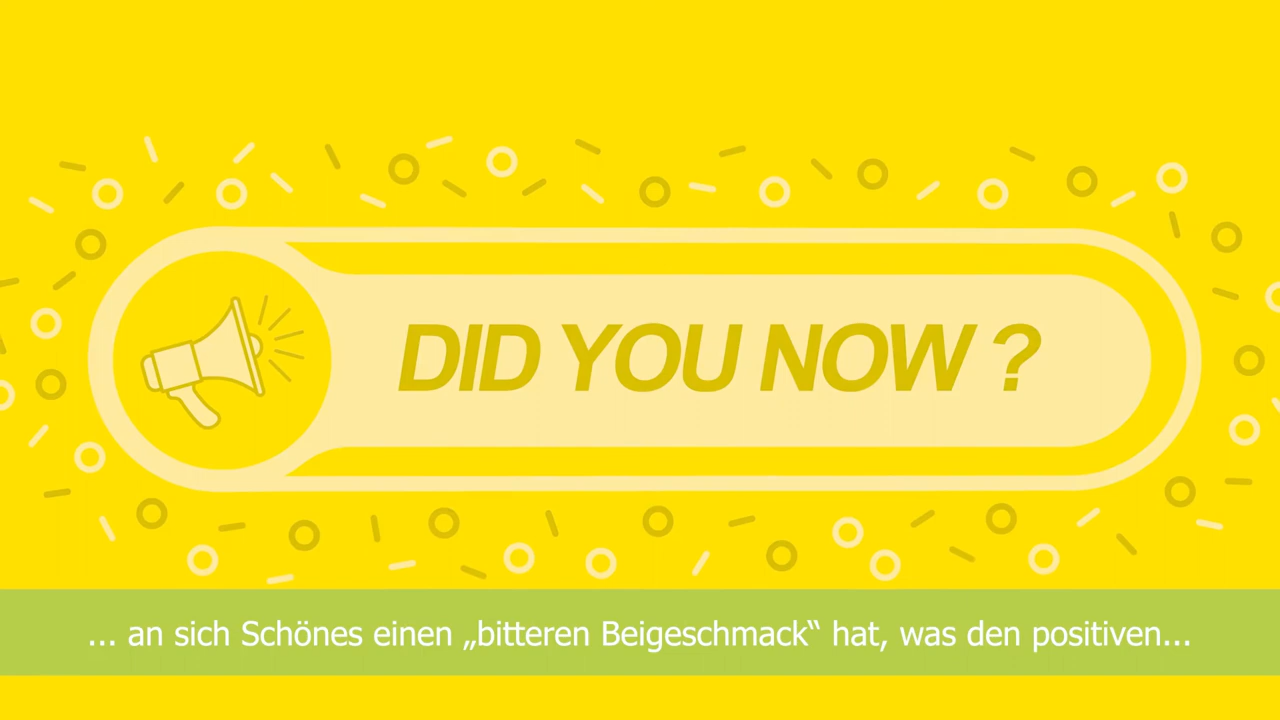 DID YOU NOW ?
... an sich Schönes einen „bitteren Beigeschmack“ hat, was den positiven...